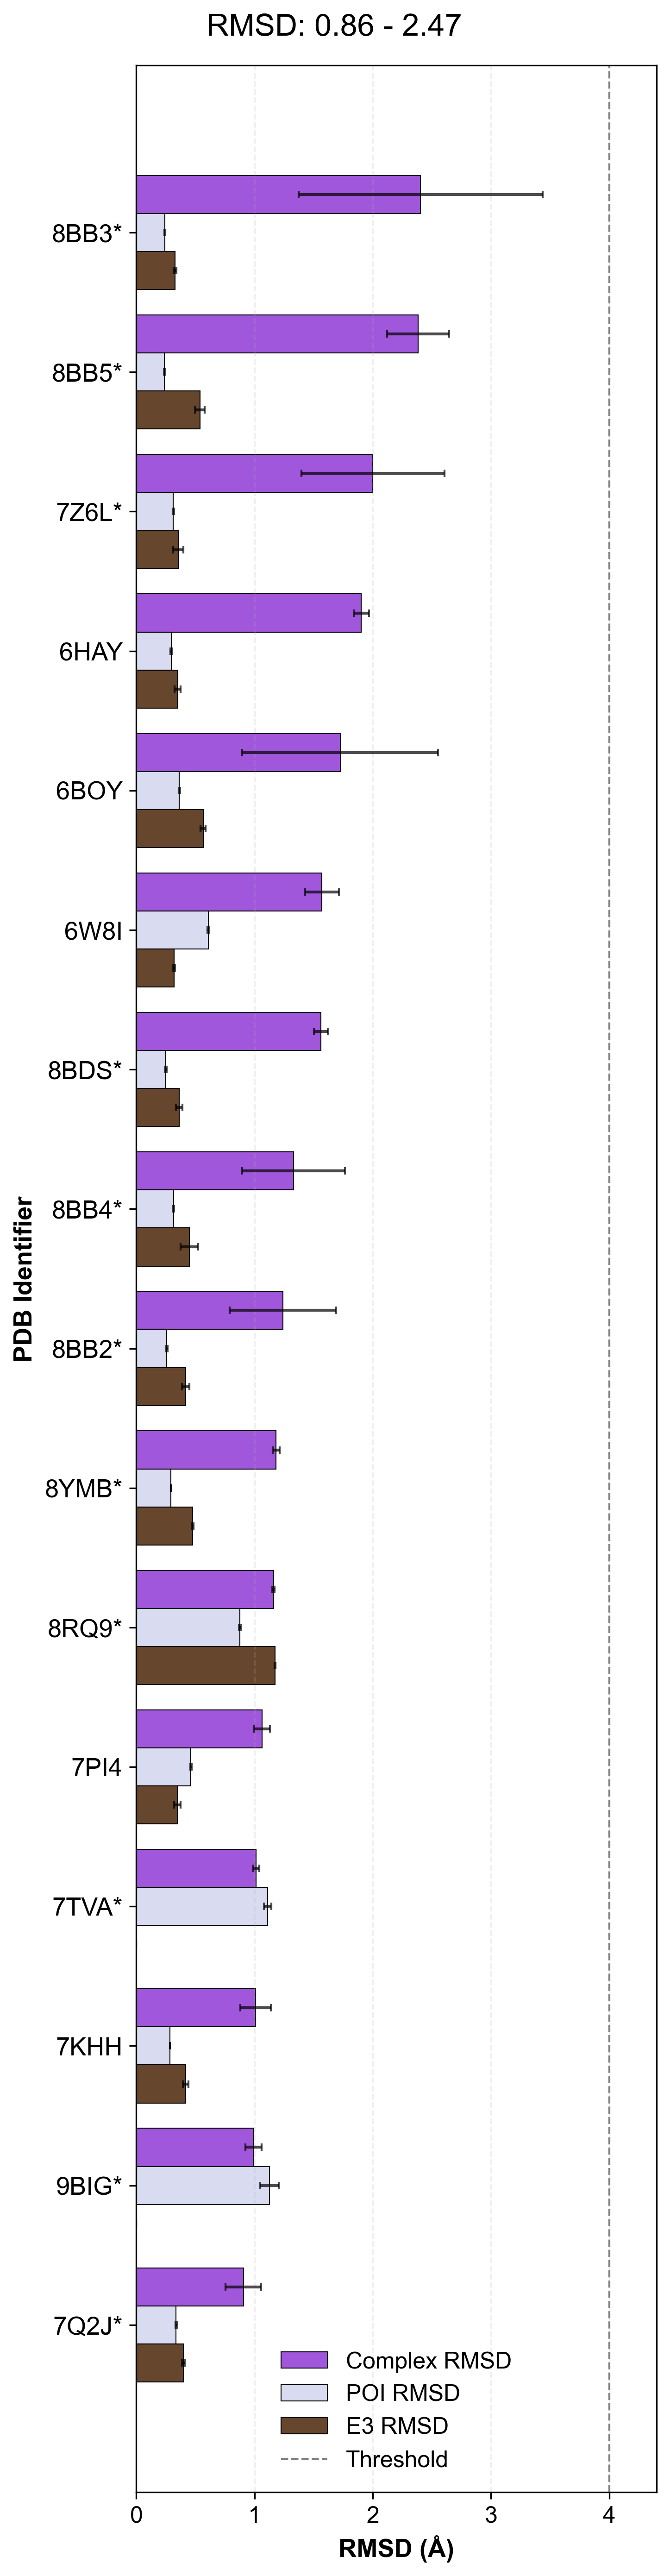 RMSD: 0.86 - 2.47
8BB3*
8BB5*
7Z6L*
6HAY
6BOY
6W8I
8BDS*
8BB4*
8BB2*
8YMB*
8RQ9*
7PI4
7TVA*
7KHH
9BIG*
7Q2J*
PDB Identifier
Complex RMSD
POI RMSD
E3 RMSD
Threshold
0 1 2 3 4
RMSD (Å)